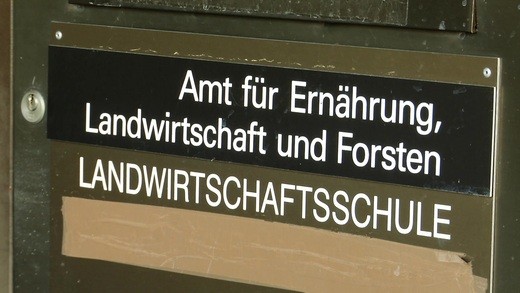 Amt für Ernährung,
Landwirtschaft und Forsten
LANDWIRTSCHAFTSSCHULE